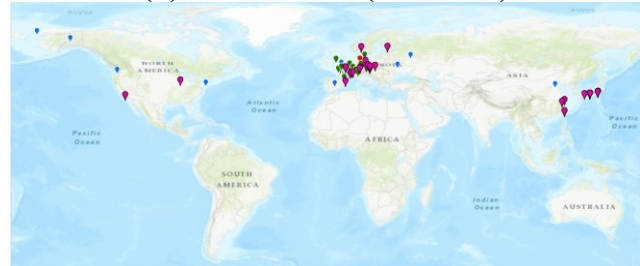 NORTH
AMERICA
ASIA
Atlantic
Ocean
Pacific
Ocean
Pacific
Ocean
AFRICA
SOUTH
AMERICA
Indian
Ocean
AUSTRALIA